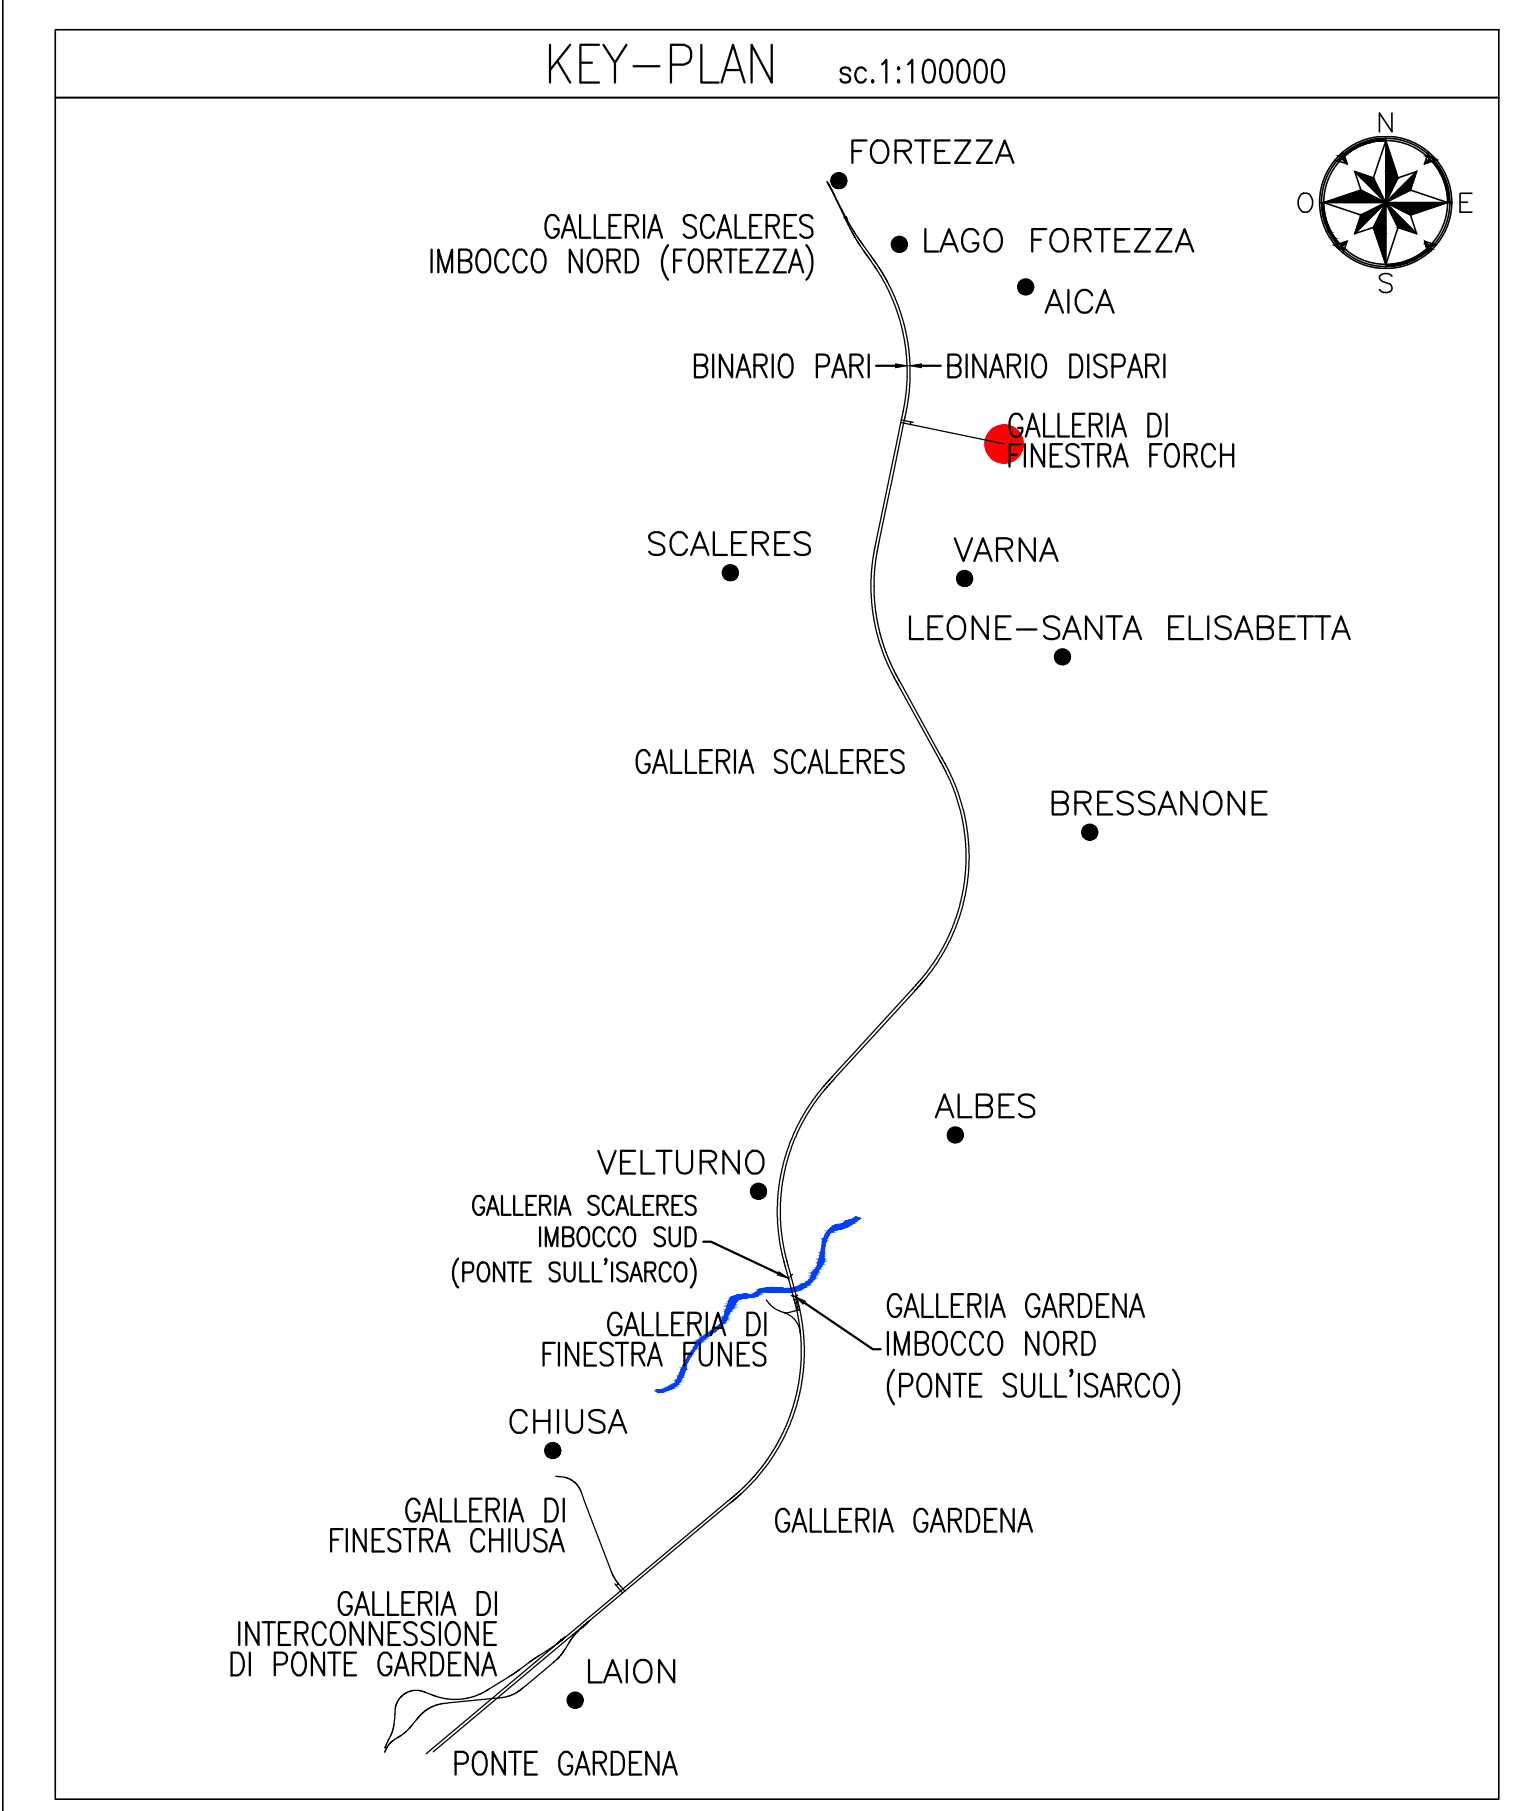 KEY-PLAN sc.1:100000
N
O
E
S
FORTEZZA
GALLERIA SCALERES
IMBOCCO NORD (FORTEZZA)
LAGO FORTEZZA
AICA
BINARIO PARI
BINARIO DISPARI
GALLERIA DI
FINESTRA FORCH
SCALERES
VARNA
LEONE-SANTA ELISABETTA
GALLERIA SCALERES
BRESSANONE
ALBES
VELTURNO
GALLERIA SCALERES
IMBOCCO SUD
(PONTE SULL'ISARCO)
GALLERIA GARDENA
IMBOCCO NORD
(PONTE SULL'ISARCO)
GALLERIA DI
FINESTRA FUNES
CHIUSA
GALLERIA DI
FINESTRA CHIUSA
GALLERIA GARDENA
GALLERIA DI
INTERCONNESSIONE
DI PONTE GARDENA
LAION
PONTE GARDENA